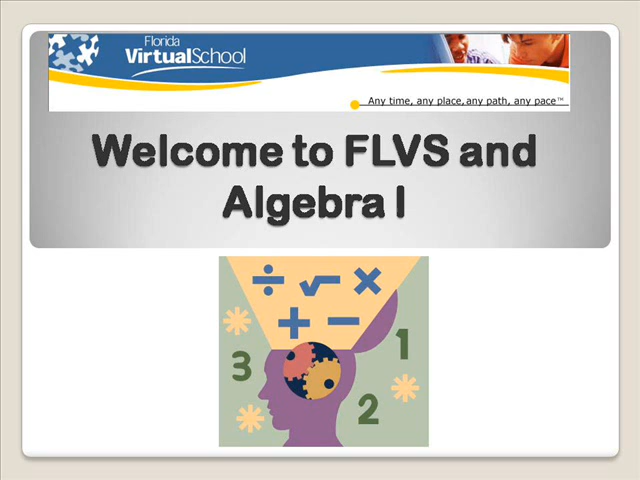 Florida
VirtualSchool
Any time, any place, any path, any pace™
Welcome to FLVS and
Algebra I
÷ √ ×
+ −
3
1
2